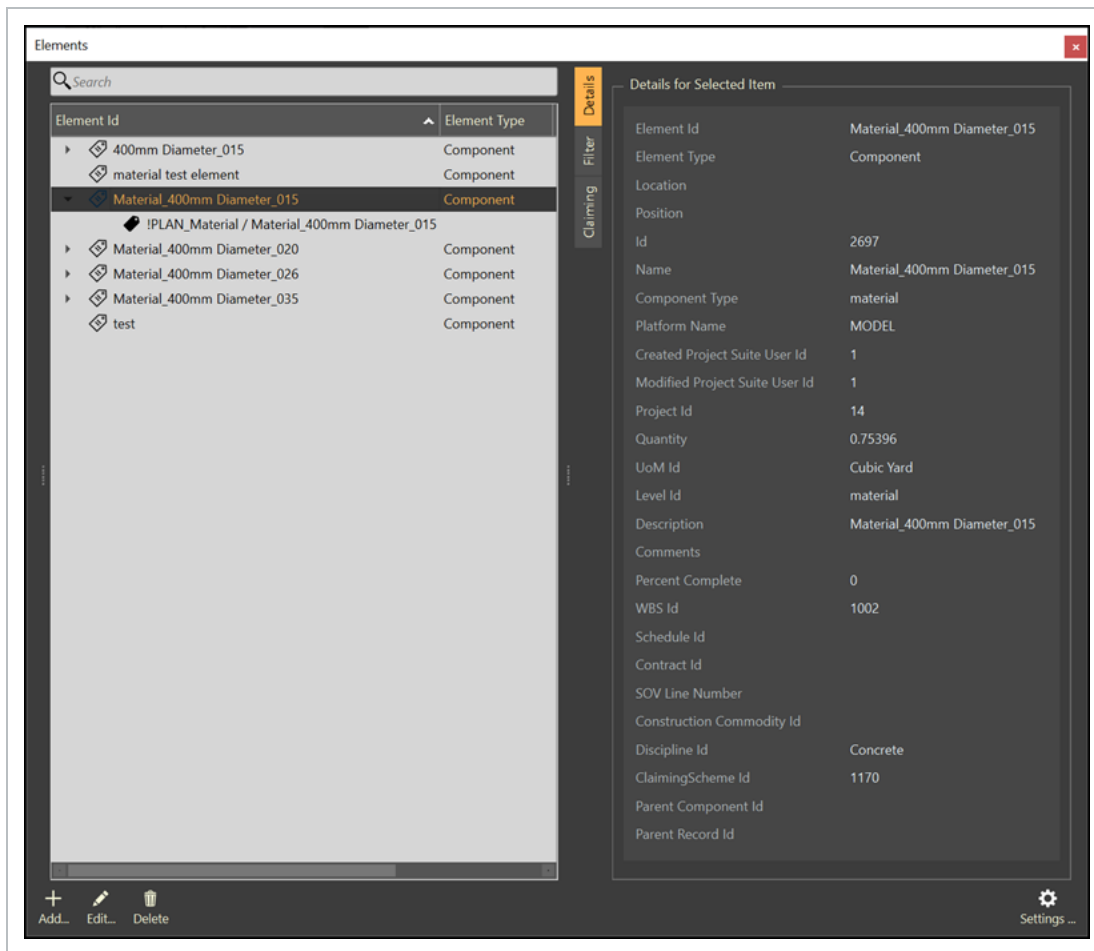 Elements
x
Search
Details
Filter
Claiming
Element Id Element Type
400mm Diameter_015 Component
material test element Component
Material_400mm Diameter_015 Component
!PLAN_Material / Material_400mm Diameter_015
Material_400mm Diameter_020 Component
Material_400mm Diameter_026 Component
Material_400mm Diameter_035 Component
test Component
Details for Selected Item
Element Id Material_400mm Diameter_015
Element Type Component
Location
Position
Id 2697
Name Material_400mm Diameter_015
Component Type material
Platform Name MODEL
Created Project Suite User Id 1
Modified Project Suite User Id 1
Project Id 14
Quantity 0.75396
UoM Id Cubic Yard
Level Id material
Description Material_400mm Diameter_015
Comments
Percent Complete 0
WBS Id 1002
Schedule Id
Contract Id
SOV Line Number
Construction Commodity Id
Discipline Id Concrete
ClaimingScheme Id 1170
Parent Component Id
Parent Record Id
Add... Edit... Delete Settings ...